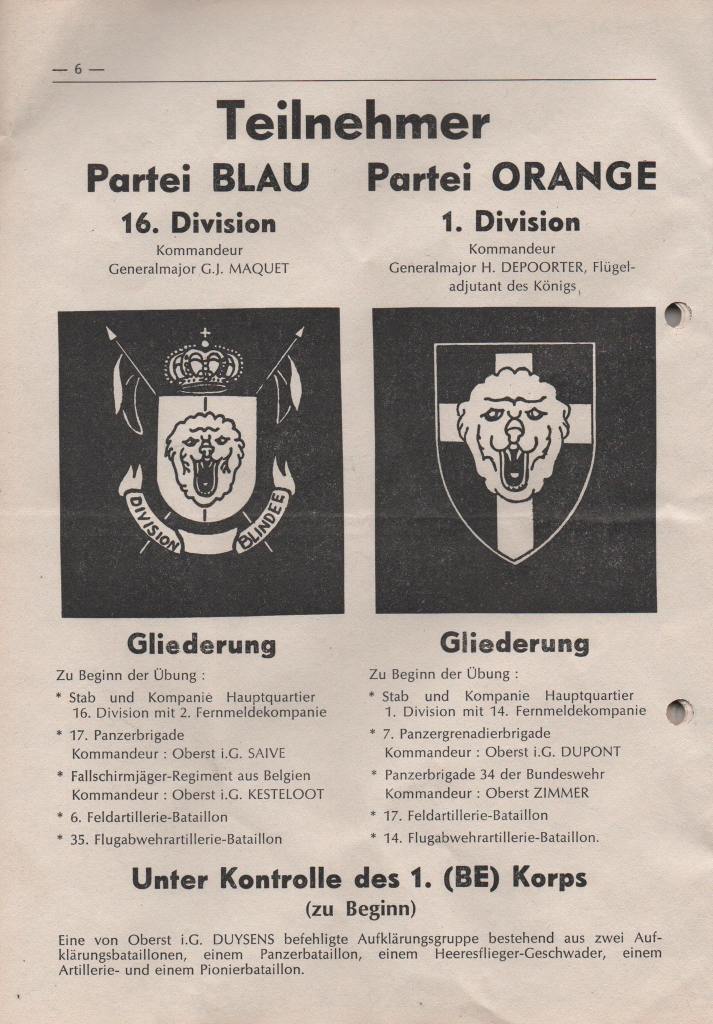 — 6 —
Teilnehmer
Partei BLAU
16. Division
Kommandeur
Generalmajor G.J. MAQUET
DIVISION BLINDEE
Gliederung
Zu Beginn der Übung :
* Stab und Kompanie Hauptquartier
16. Division mit 2. Fernmeldekompanie
* 17. Panzerbrigade
Kommandeur : Oberst i.G. SAIVE
* Fallschirmjäger-Regiment aus Belgien
Kommandeur : Oberst i.G. KESTELOOT
* 6. Feldartillerie-Bataillon
* 35. Flugabwehrartillerie-Bataillon
Partei ORANGE
1. Division
Kommandeur
Generalmajor H. DEPOORTER, Flügel-
adjutant des Königs
Gliederung
Zu Beginn der Übung :
* Stab und Kompanie Hauptquartier
1. Division mit 14. Fernmeldekompanie
* 7. Panzergrenadierbrigade
Kommandeur : Oberst i.G. DUPONT
* Panzerbrigade 34 der Bundeswehr
Kommandeur : Oberst ZIMMER
* 17. Feldartillerie-Bataillon
* 14. Flugabwehrartillerie-Bataillon.
Unter Kontrolle des 1. (BE) Korps
(zu Beginn)
Eine von Oberst i.G. DUYSENS befehligte Aufklärungsgruppe bestehend aus zwei Auf-
klärungsbataillonen, einem Panzerbataillon, einem Heeresflieger-Geschwader, einem
Artillerie- und einem Pionierbataillon.